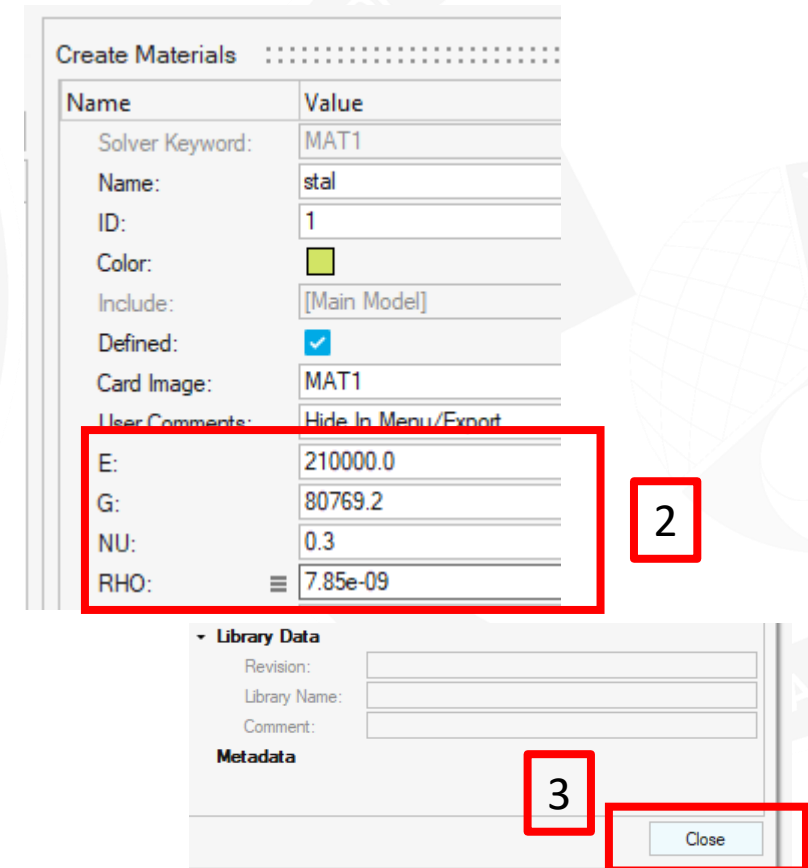 Create Materials
Name Value
Solver Keyword: MAT1
Name: stal
ID: 1
Color:
Include: [Main Model]
Defined:
Card Image: MAT1
User Comments: Hide In Menu/Export
E: 210000.0
G: 80769.2
NU: 0.3
RHO: 7.85e-09
2
Library Data
Revision:
Library Name:
Comment:
Metadata
3
Close